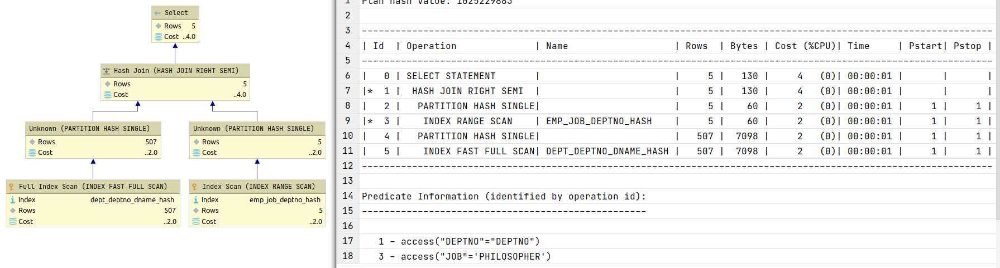 Select
Rows 5
Cost ..4.0
Hash Join (HASH JOIN RIGHT SEMI)
Rows 5
Cost ..4.0
Unknown (PARTITION HASH SINGLE)
Rows 507
Cost ..2.0
Unknown (PARTITION HASH SINGLE)
Rows 5
Cost ..2.0
Full Index Scan (INDEX FAST FULL SCAN)
Index dept_deptno_dname_hash
Rows 507
Cost ..2.0
Index Scan (INDEX RANGE SCAN)
Index emp_job_deptno_hash
Rows 5
Cost ..2.0
1 Plan hash value: 1025229883
2
3 -----------------------------------------------------------------------------------------------------------------
4 | Id  | Operation              | Name                   | Rows  | Bytes | Cost (%CPU)| Time     | Pstart| Pstop |
5 -----------------------------------------------------------------------------------------------------------------
6 |   0 | SELECT STATEMENT       |                        |     5 |   130 |     4   (0)| 00:00:01 |       |       |
7 |*  1 |  HASH JOIN RIGHT SEMI  |                        |     5 |   130 |     4   (0)| 00:00:01 |       |       |
8 |   2 |   PARTITION HASH SINGLE|                        |     5 |    60 |     2   (0)| 00:00:01 |     1 |     1 |
9 |*  3 |    INDEX RANGE SCAN    | EMP_JOB_DEPTNO_HASH    |     5 |    60 |     2   (0)| 00:00:01 |     1 |     1 |
10 |   4 |   PARTITION HASH SINGLE|                        |   507 |  7098 |     2   (0)| 00:00:01 |     1 |     1 |
11 |   5 |    INDEX FAST FULL SCAN| DEPT_DEPTNO_DNAME_HASH |   507 |  7098 |     2   (0)| 00:00:01 |     1 |     1 |
12 -----------------------------------------------------------------------------------------------------------------
13
14 Predicate Information (identified by operation id):
15 ---------------------------------------------------
16
17    1 - access("DEPTNO"="DEPTNO")
18    3 - access("JOB"='PHILOSOPHER')